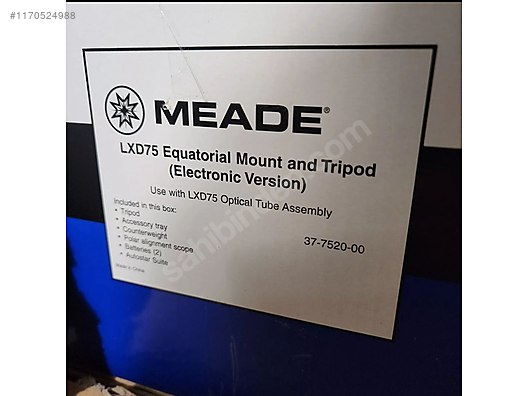 #1170524988
MEADE®
LXD75 Equatorial Mount and Tripod
(Electronic Version)
Use with LXD75 Optical Tube Assembly
Included in this box:
• Tripod
• Accessory tray
• Counterweight
• Polar alignment scope
• Batteries (2)
• Autostar Suite
37-7520-00
Made in China
sahibinden.com